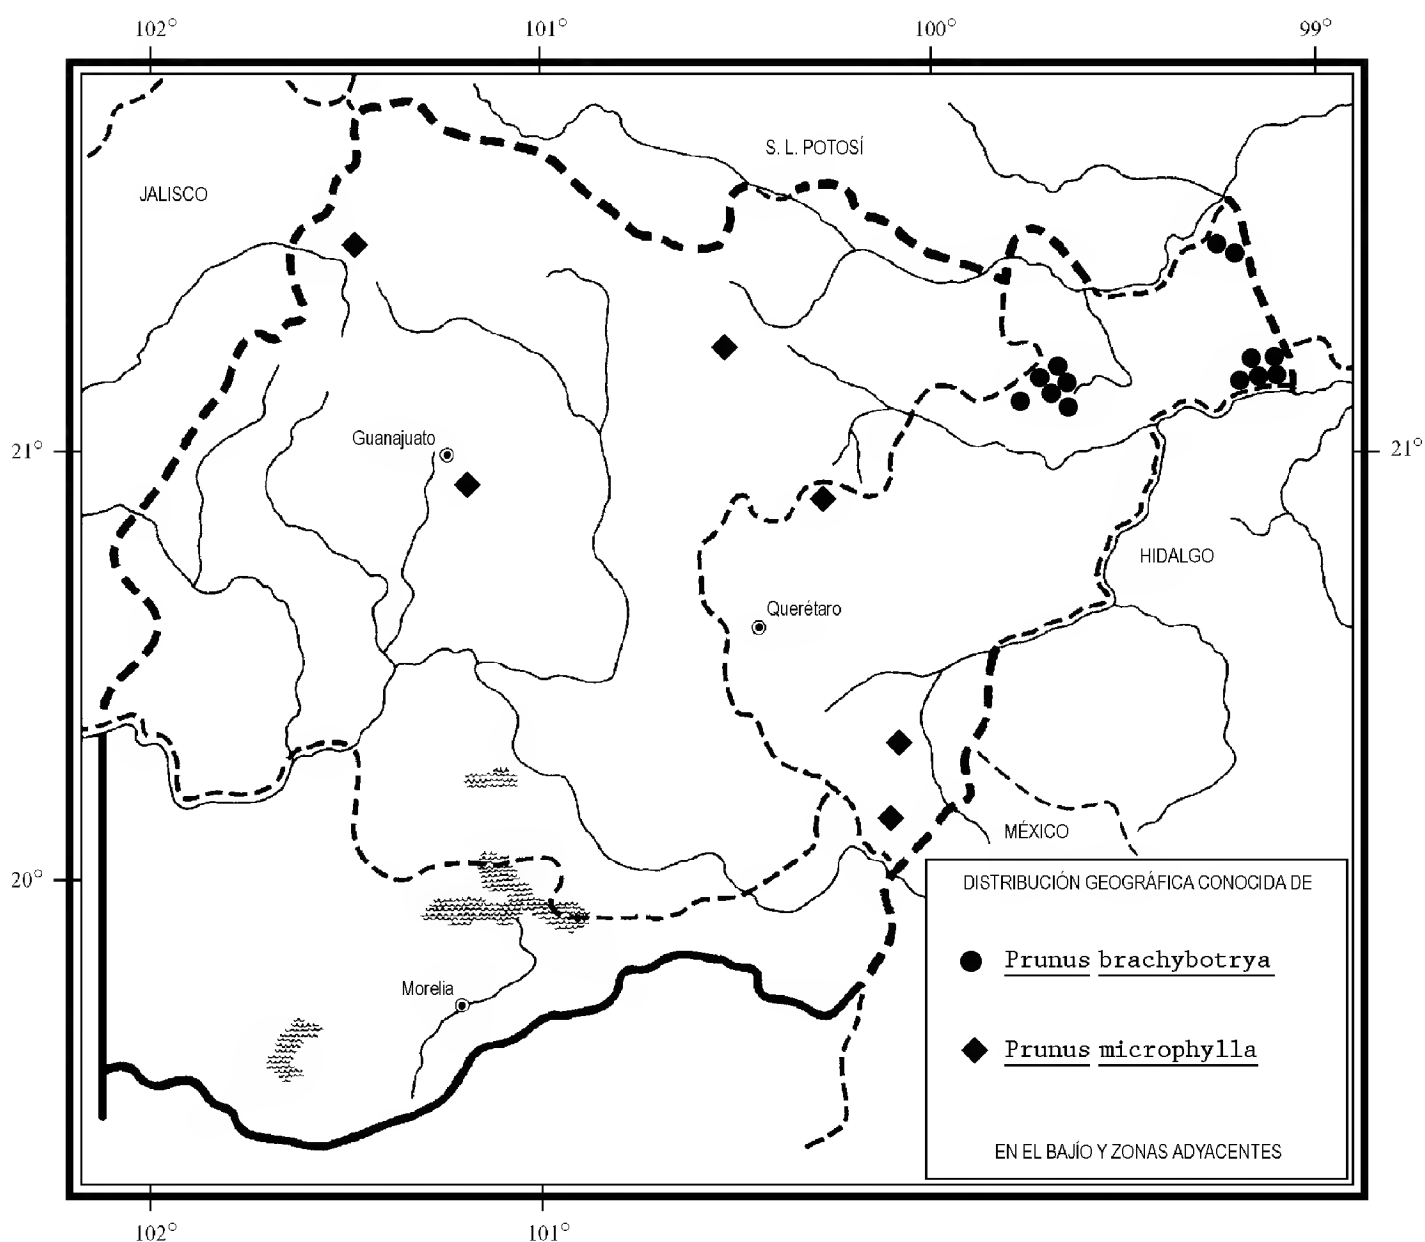 102° 101° 100° 99°
S. L. POTOSÍ
JALISCO
Guanajuato
21° 21°
HIDALGO
Querétaro
MÉXICO
20°
DISTRIBUCIÓN GEOGRÁFICA CONOCIDA DE
Prunus brachybotrya
Morelia
Prunus microphylla
EN EL BAJÍO Y ZONAS ADYACENTES
102° 101°